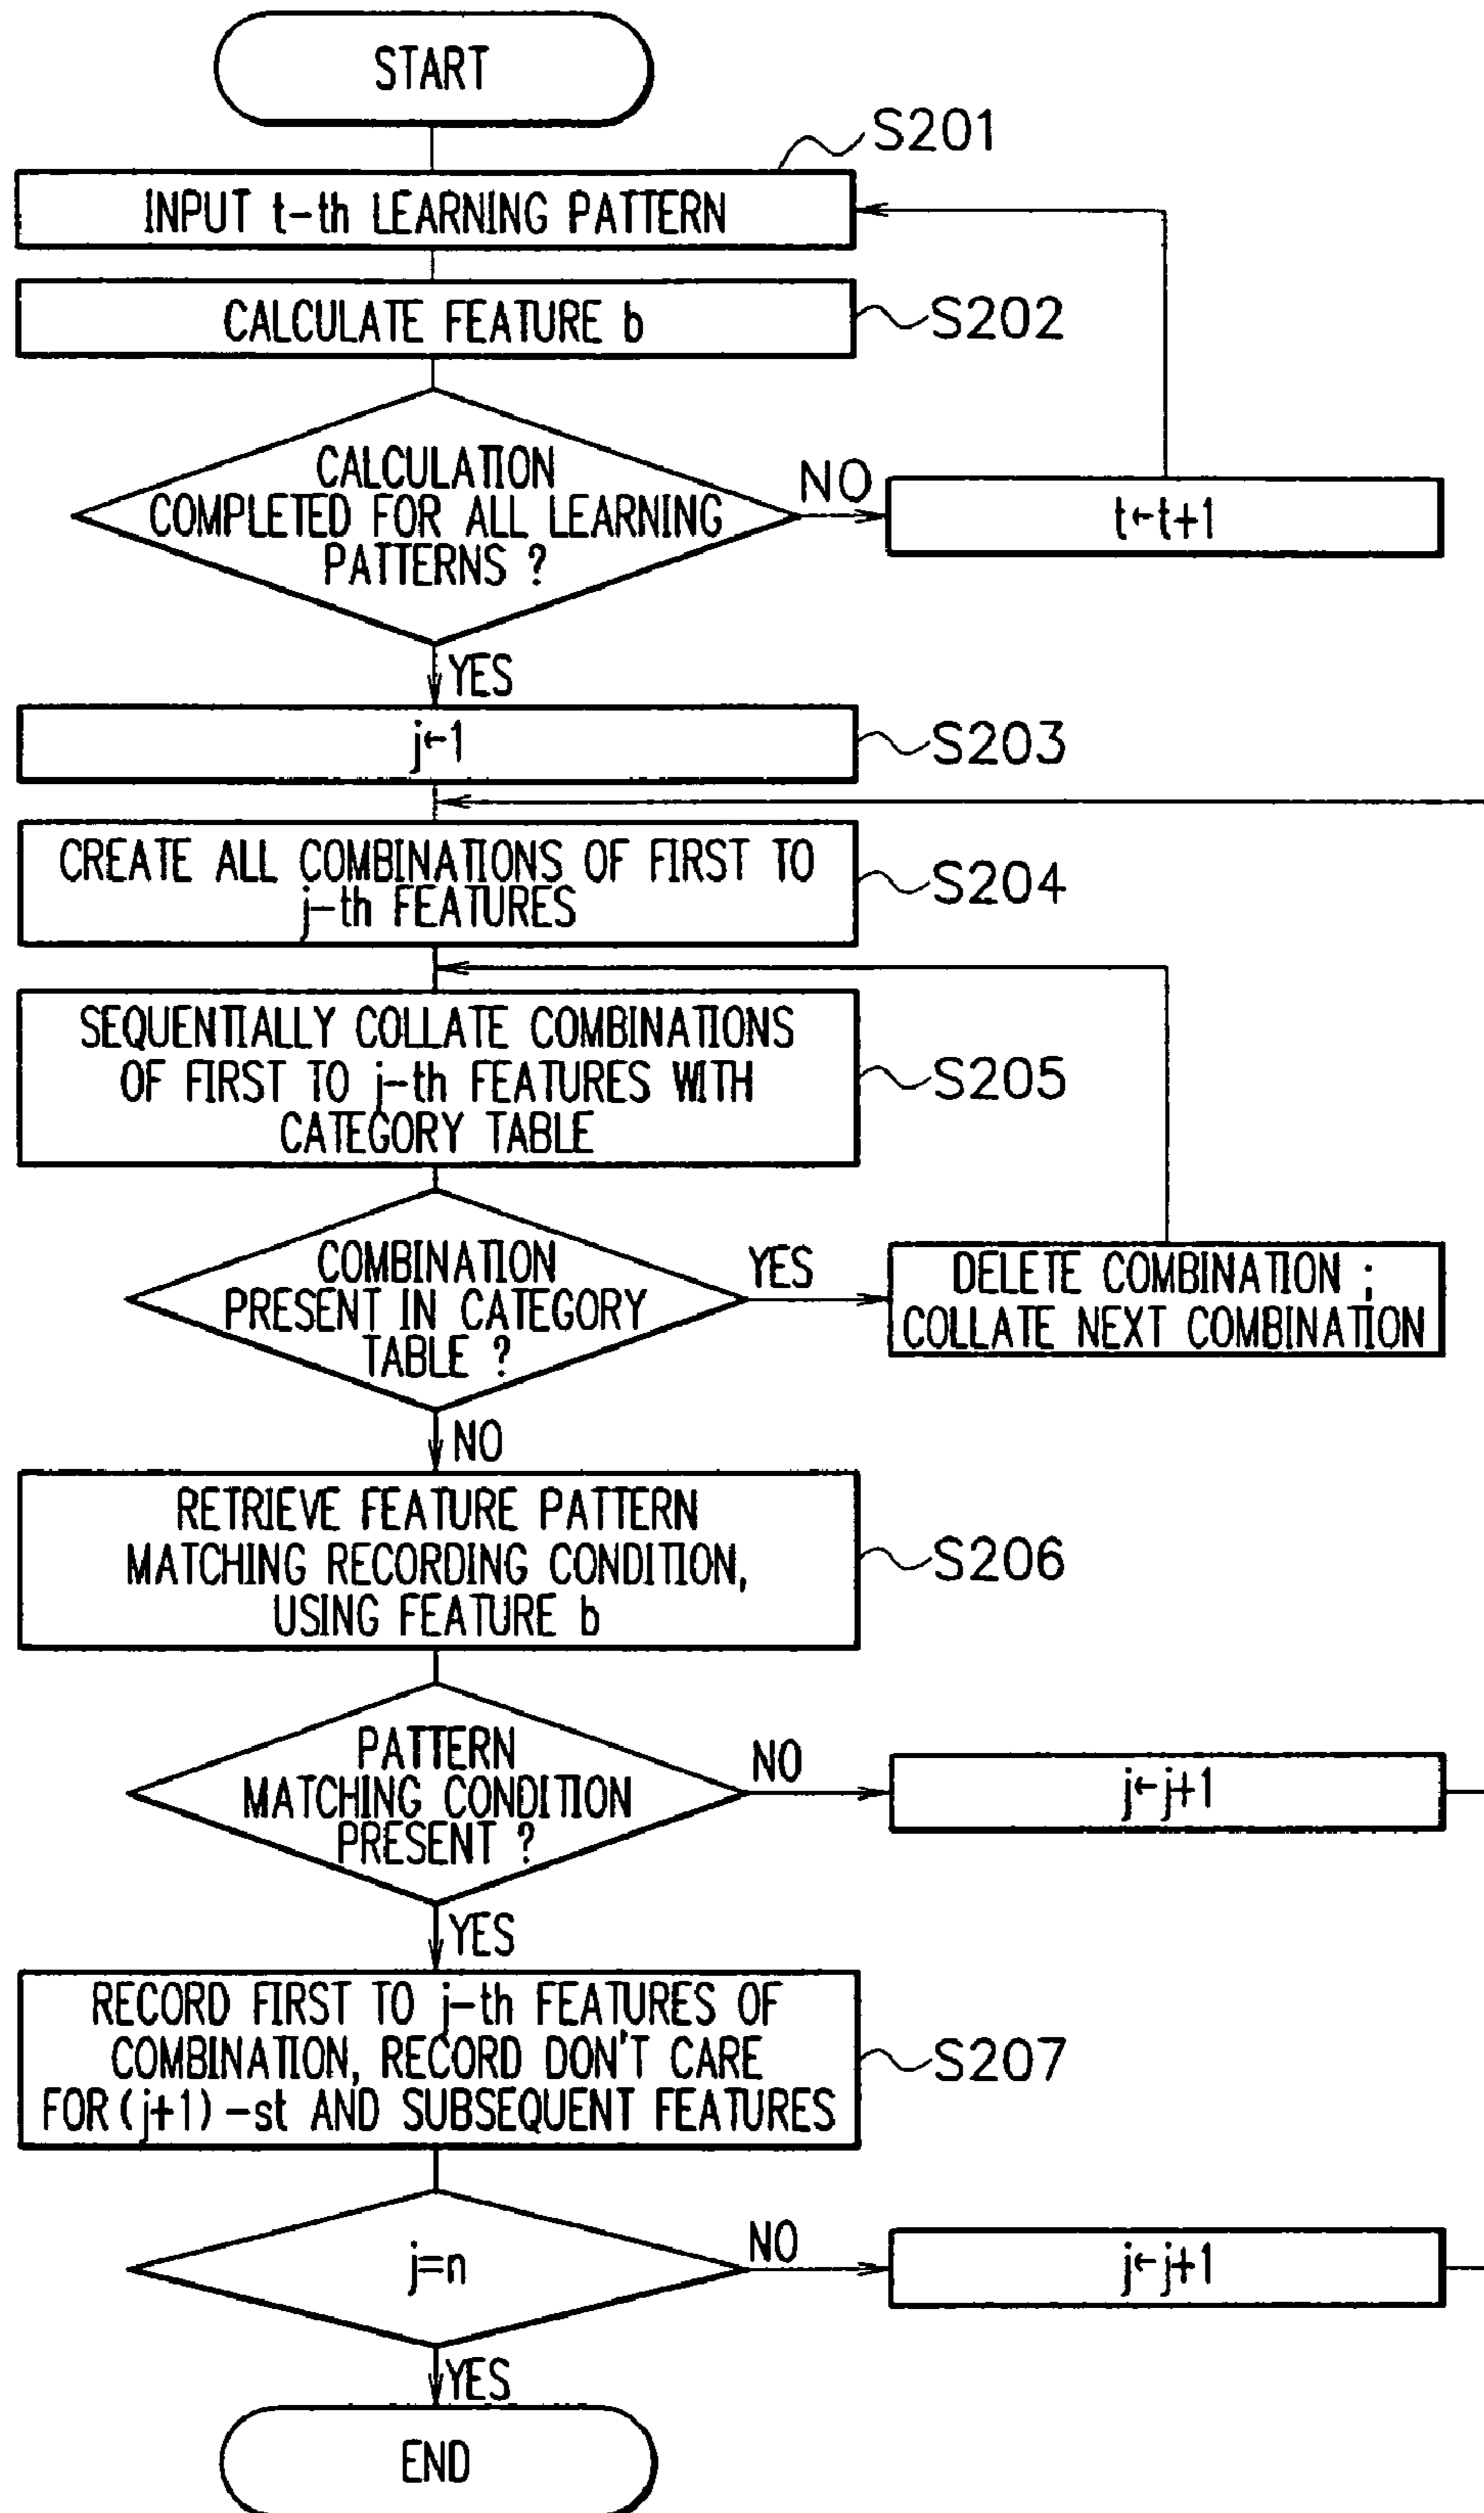 START
S201
INPUT t-th LEARNING PATTERN
CALCULATE FEATURE b
S202
CALCULATION
COMPLETED FOR ALL LEARNING
PATTERNS ?
NO
t←t+1
YES
j←1
S203
CREATE ALL COMBINATIONS OF FIRST TO
j-th FEATURES
S204
SEQUENTIALLY COLLATE COMBINATIONS
OF FIRST TO j-th FEATURES WITH
CATEGORY TABLE
S205
COMBINATION
PRESENT IN CATEGORY
TABLE ?
YES
DELETE COMBINATION ;
COLLATE NEXT COMBINATION
NO
RETRIEVE FEATURE PATTERN
MATCHING RECORDING CONDITION,
USING FEATURE b
S206
PATTERN
MATCHING CONDITION
PRESENT ?
NO
j←j+1
YES
RECORD FIRST TO j-th FEATURES OF
COMBINATION, RECORD DON'T CARE
FOR (j+1)-st AND SUBSEQUENT FEATURES
S207
j=n
NO
j←j+1
YES
END